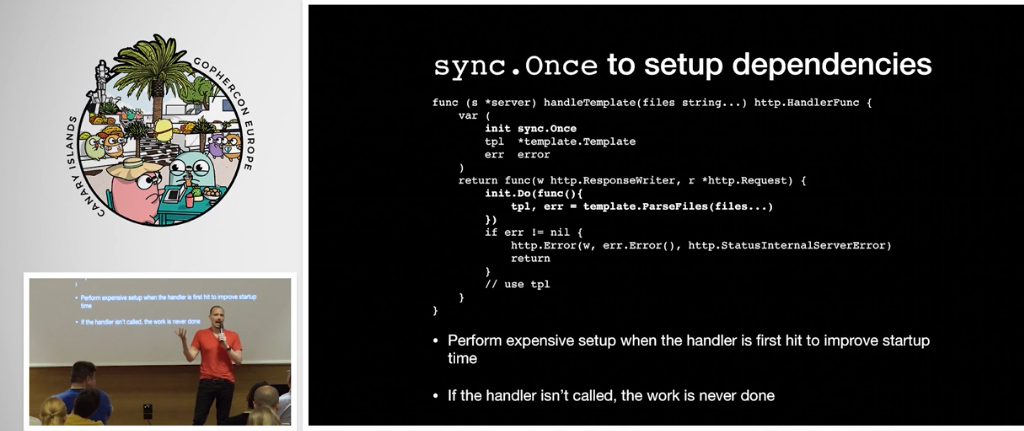 GOPHERCON EUROPE
CANARY ISLANDS
sync.Once to setup dependencies
func (s *server) handleTemplate(files string...) http.HandlerFunc {
    var (
        init sync.Once
        tpl  *template.Template
        err  error
    )
    return func(w http.ResponseWriter, r *http.Request) {
        init.Do(func(){
            tpl, err = template.ParseFiles(files...)
        })
        if err != nil {
            http.Error(w, err.Error(), http.StatusInternalServerError)
            return
        }
        // use tpl
    }
}
• Perform expensive setup when the handler is first hit to improve startup
time
• If the handler isn't called, the work is never done
• Perform expensive setup when the handler is first hit to improve startup
time
• If the handler isn't called, the work is never done